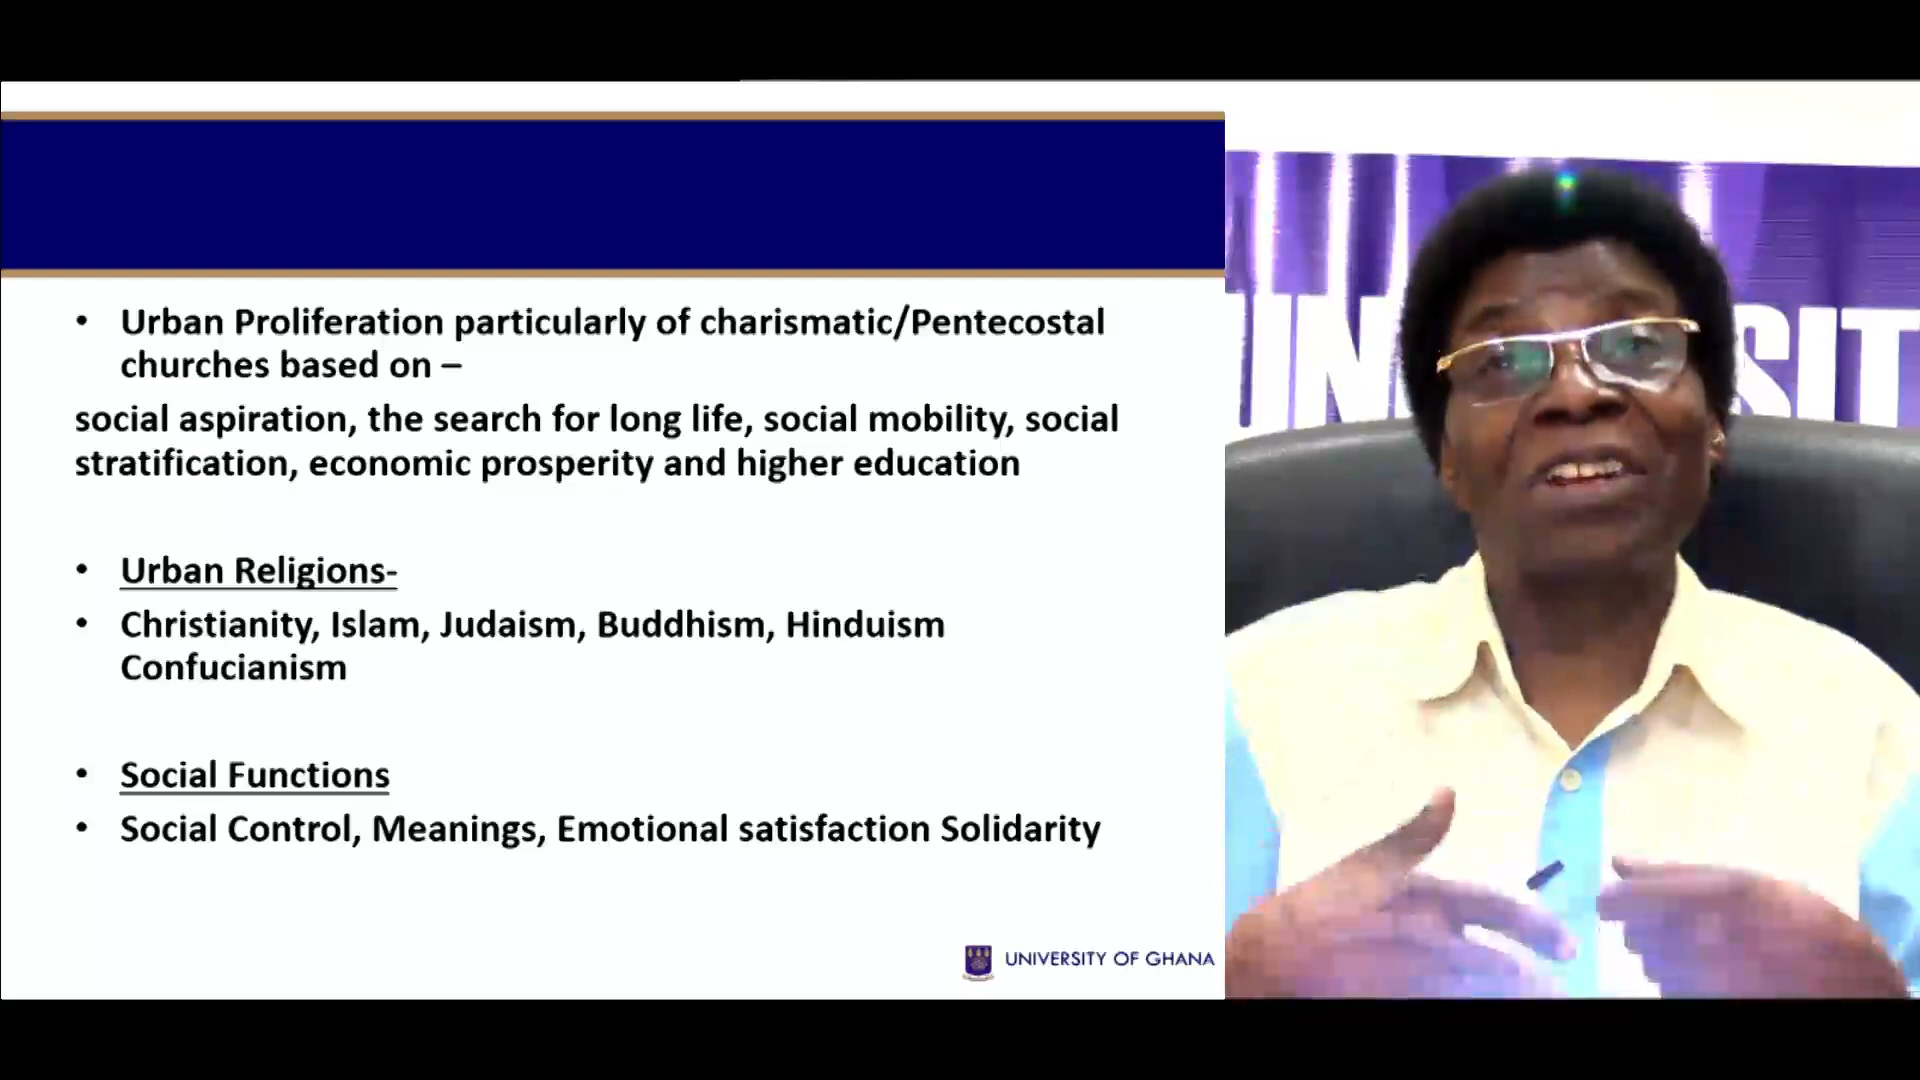 • Urban Proliferation particularly of charismatic/Pentecostal
churches based on –
social aspiration, the search for long life, social mobility, social
stratification, economic prosperity and higher education
• Urban Religions-
• Christianity, Islam, Judaism, Buddhism, Hinduism
Confucianism
• Social Functions
• Social Control, Meanings, Emotional satisfaction Solidarity
UNIVERSITY OF GHANA